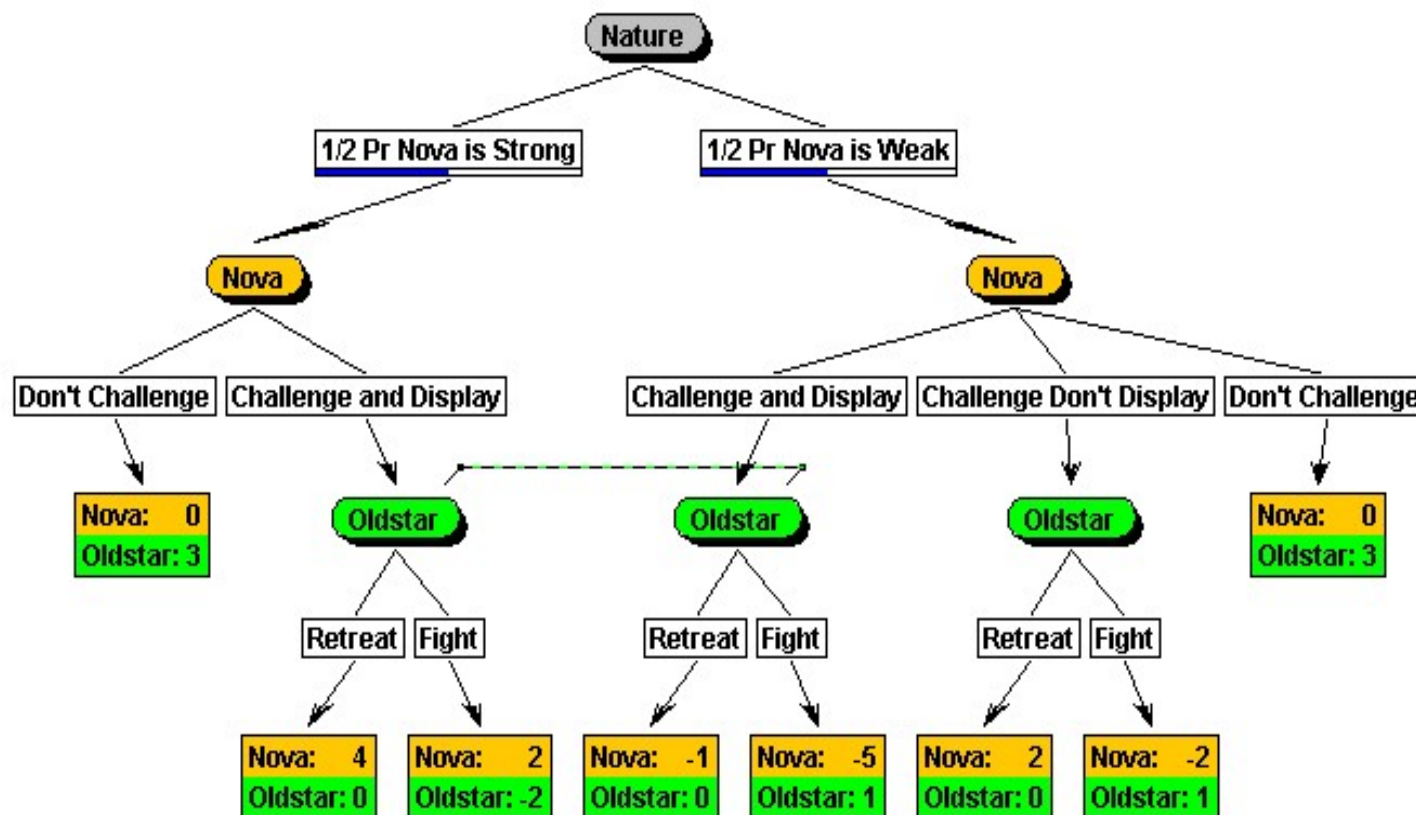 Nature
1/2 Pr Nova is Strong
1/2 Pr Nova is Weak
Nova
Nova
Don't Challenge
Challenge and Display
Challenge and Display
Challenge Don't Display
Don't Challenge
Nova: 0
Oldstar: 3
Oldstar
Oldstar
Oldstar
Nova: 0
Oldstar: 3
Retreat
Fight
Retreat
Fight
Retreat
Fight
Nova: 4
Oldstar: 0
Nova: 2
Oldstar: -2
Nova: -1
Oldstar: 0
Nova: -5
Oldstar: 1
Nova: 2
Oldstar: 0
Nova: -2
Oldstar: 1